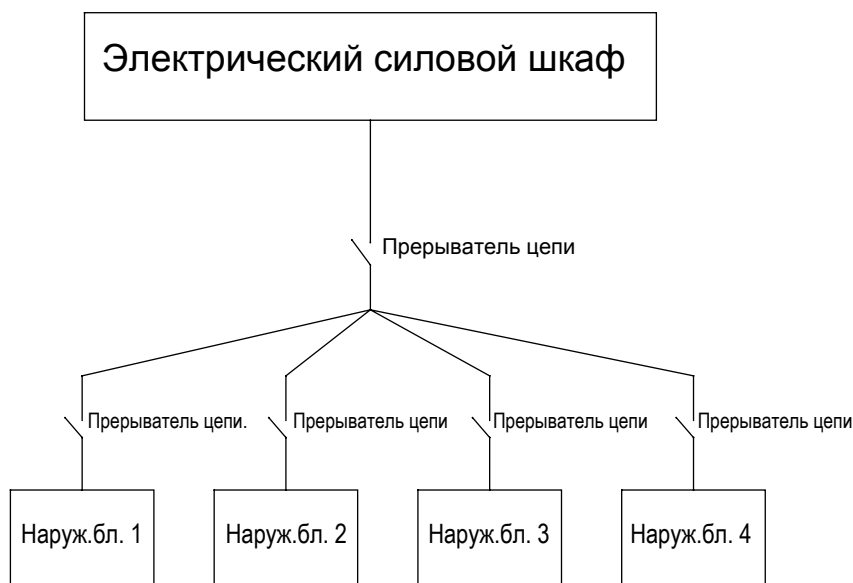 Электрический силовой шкаф
Прерыватель цепи
Прерыватель цепи.
Прерыватель цепи
Прерыватель цепи
Прерыватель цепи
Наруж.бл. 1
Наруж.бл. 2
Наруж.бл. 3
Наруж.бл. 4